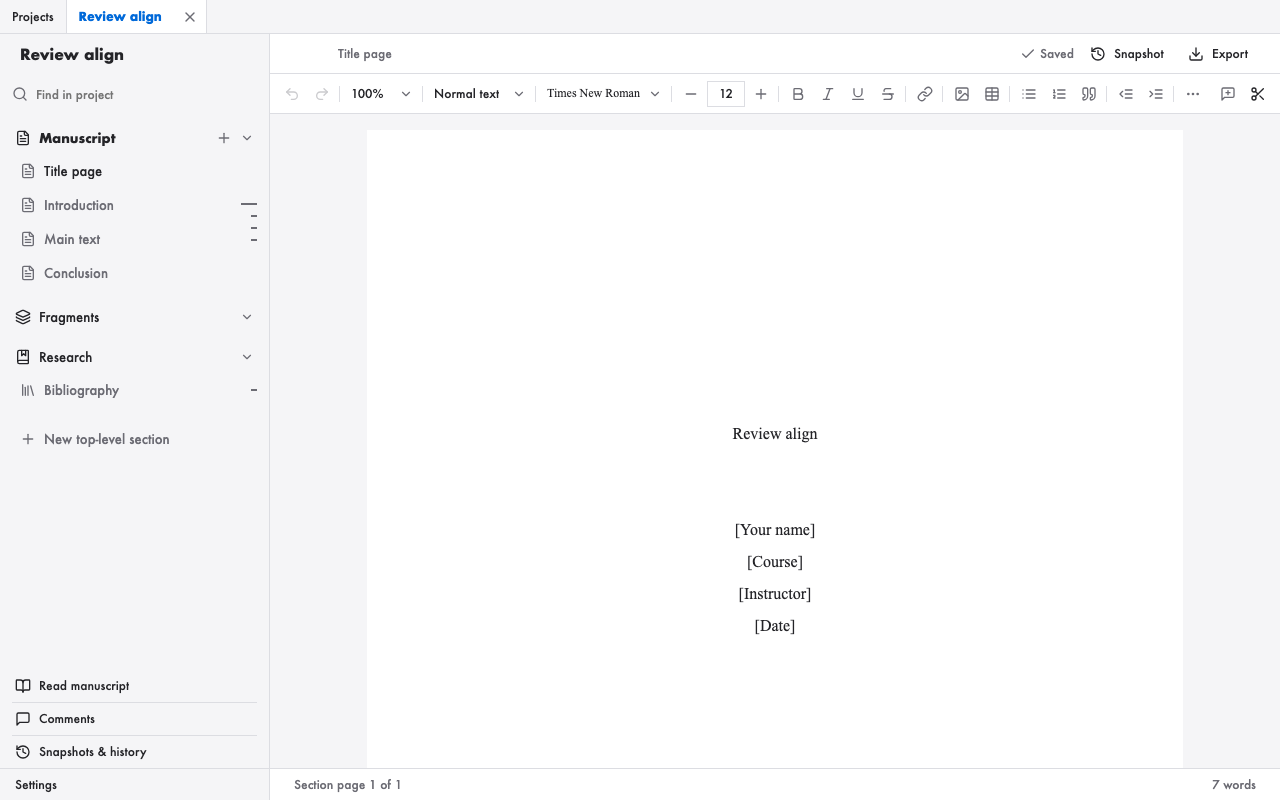 Projects
Review align
Review align
Find in project
Manuscript
Title page
Introduction
Main text
Conclusion
Fragments
Research
Bibliography
New top-level section
Read manuscript
Comments
Snapshots & history
Settings
Title page
Saved
Snapshot
Export
100%
Normal text
Times New Roman
12
Review align
[Your name]
[Course]
[Instructor]
[Date]
Section page 1 of 1
7 words